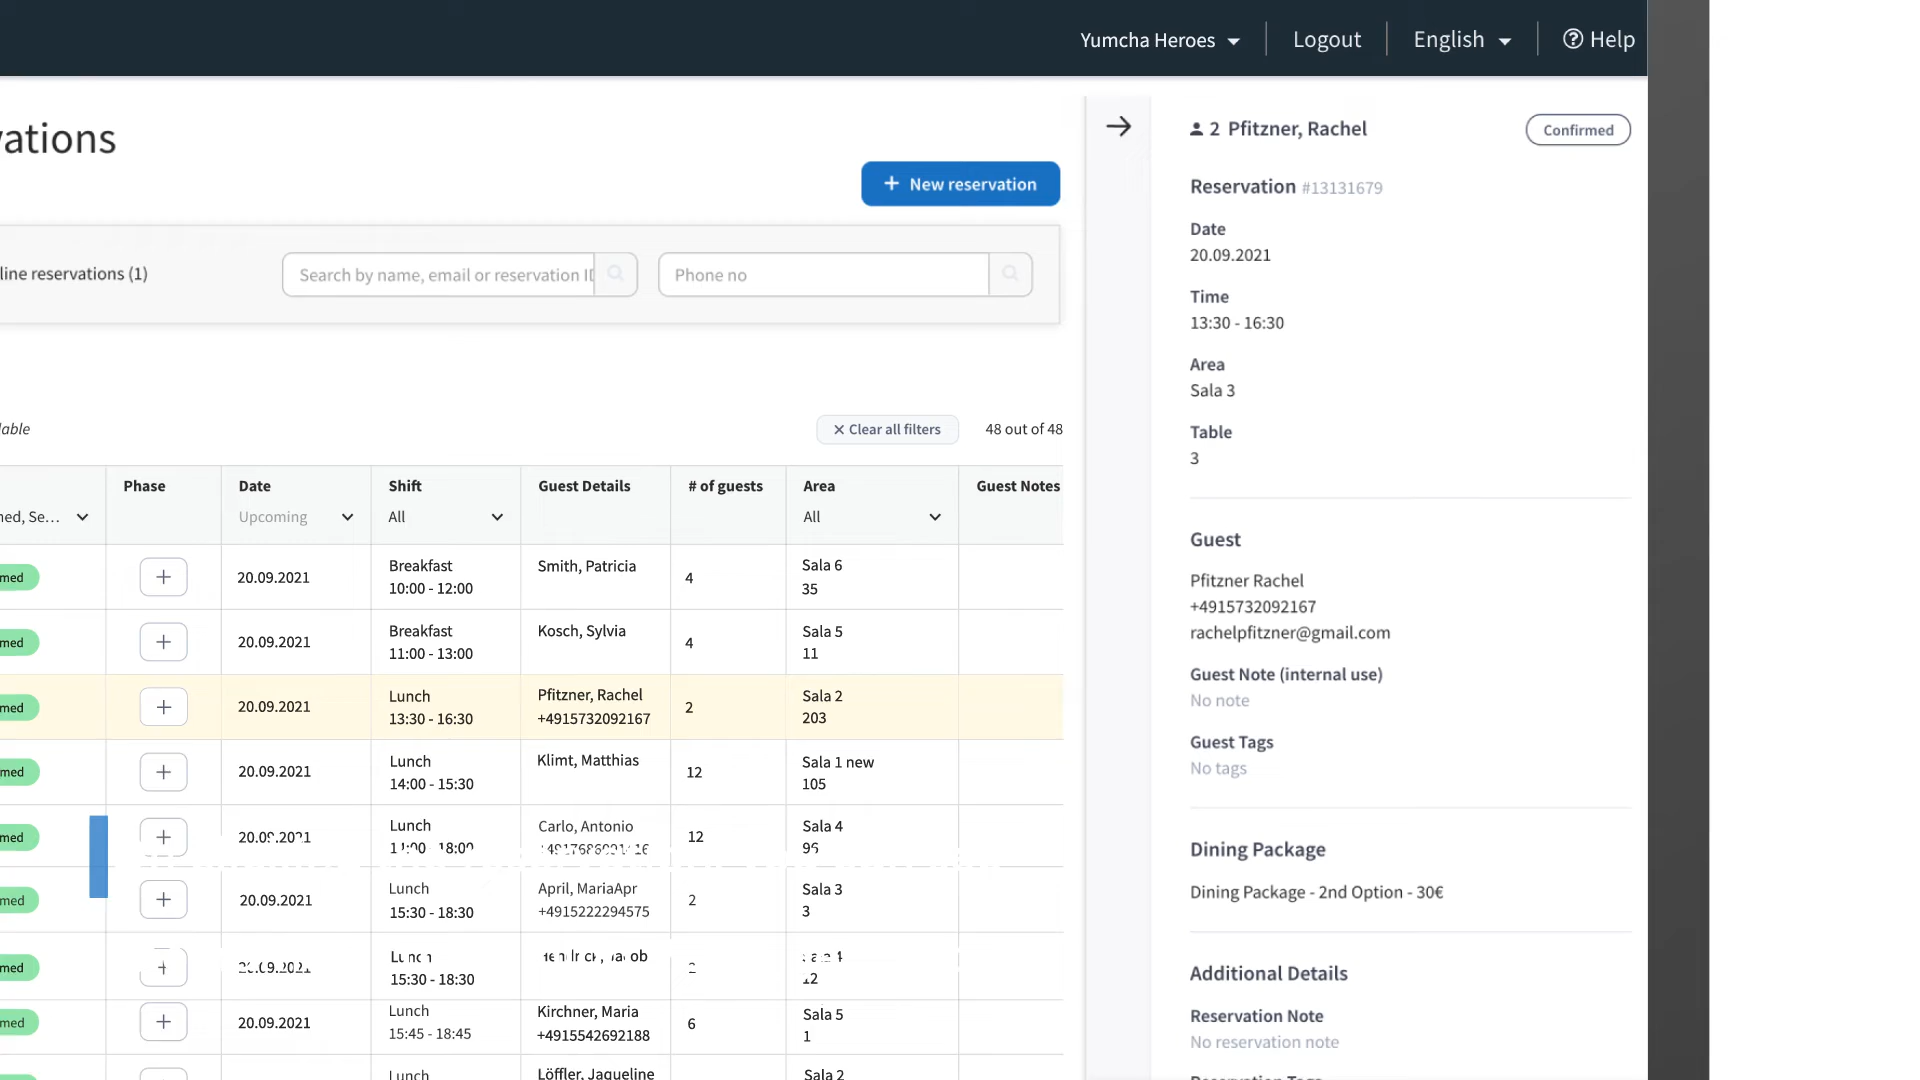 Yumcha Heroes Logout English Help
vations
New reservation
line reservations (1) Search by name, email or reservation ID Phone no
lable Clear all filters 48 out of 48
Phase Date Shift Guest Details # of guests Area Guest Notes
ned, Se... Upcoming All All
med 20.09.2021 Breakfast 10:00 - 12:00 Smith, Patricia 4 Sala 6 35
med 20.09.2021 Breakfast 11:00 - 13:00 Kosch, Sylvia 4 Sala 5 11
med 20.09.2021 Lunch 13:30 - 16:30 Pfitzner, Rachel +4915732092167 2 Sala 2 203
med 20.09.2021 Lunch 14:00 - 15:30 Klimt, Matthias 12 Sala 1 new 105
med 20.09.2021 Lunch Carlo, Antonio 12 Sala 4
med 20.09.2021 Lunch 15:30 - 18:30 April, MariaApr +4915222294575 2 Sala 3 3
med Lunch 15:30 - 18:30 12
med 20.09.2021 Lunch 15:45 - 18:45 Kirchner, Maria +4915542692188 6 Sala 5 1
Lunch Löffler, Jaqueline Sala 2
2 Pfitzner, Rachel Confirmed
Reservation #13131679
Date
20.09.2021
Time
13:30 - 16:30
Area
Sala 3
Table
3
Guest
Pfitzner Rachel
+4915732092167
rachelpfitzner@gmail.com
Guest Note (internal use)
No note
Guest Tags
No tags
Dining Package
Dining Package - 2nd Option - 30€
Additional Details
Reservation Note
No reservation note
Reservation Tags